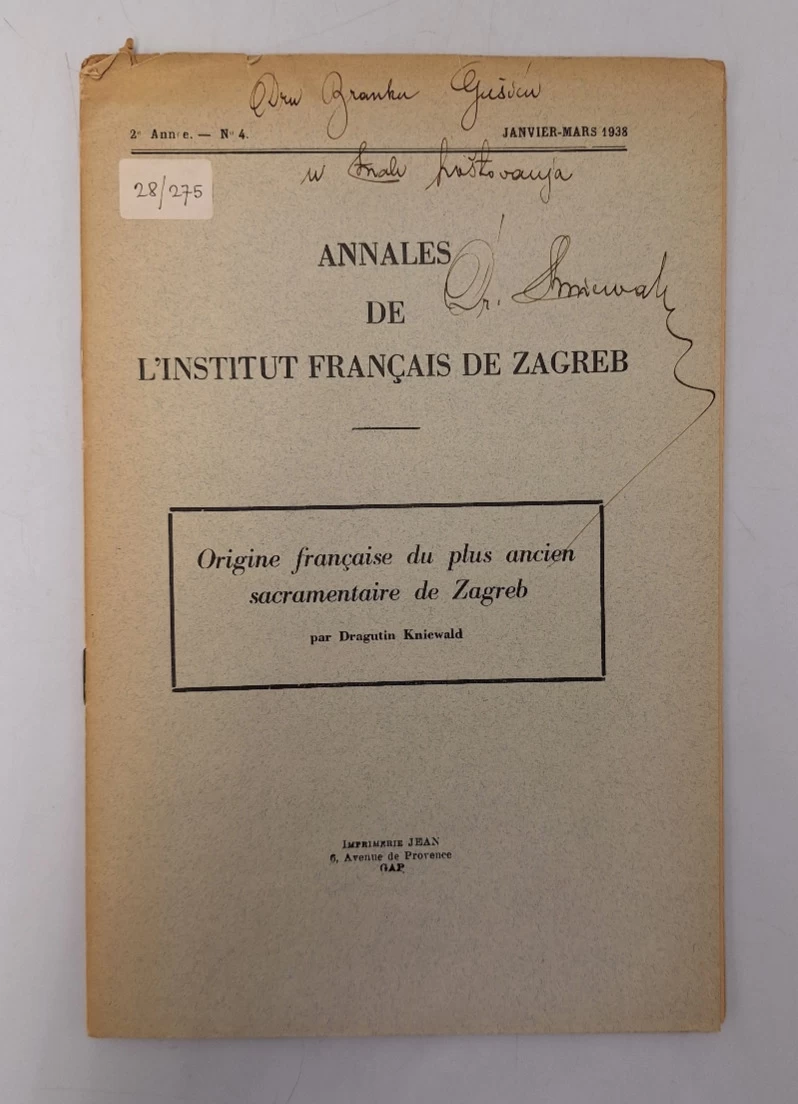 Dru Branku Gušiću
2e Année. — No 4.
JANVIER-MARS 1938
u znak poštovanja
28/275
Dr. Kniewald
ANNALES
DE
L'INSTITUT FRANÇAIS DE ZAGREB
Origine française du plus ancien
sacramentaire de Zagreb
par Dragutin Kniewald
IMPRIMERIE JEAN
6, Avenue de Provence
GAP